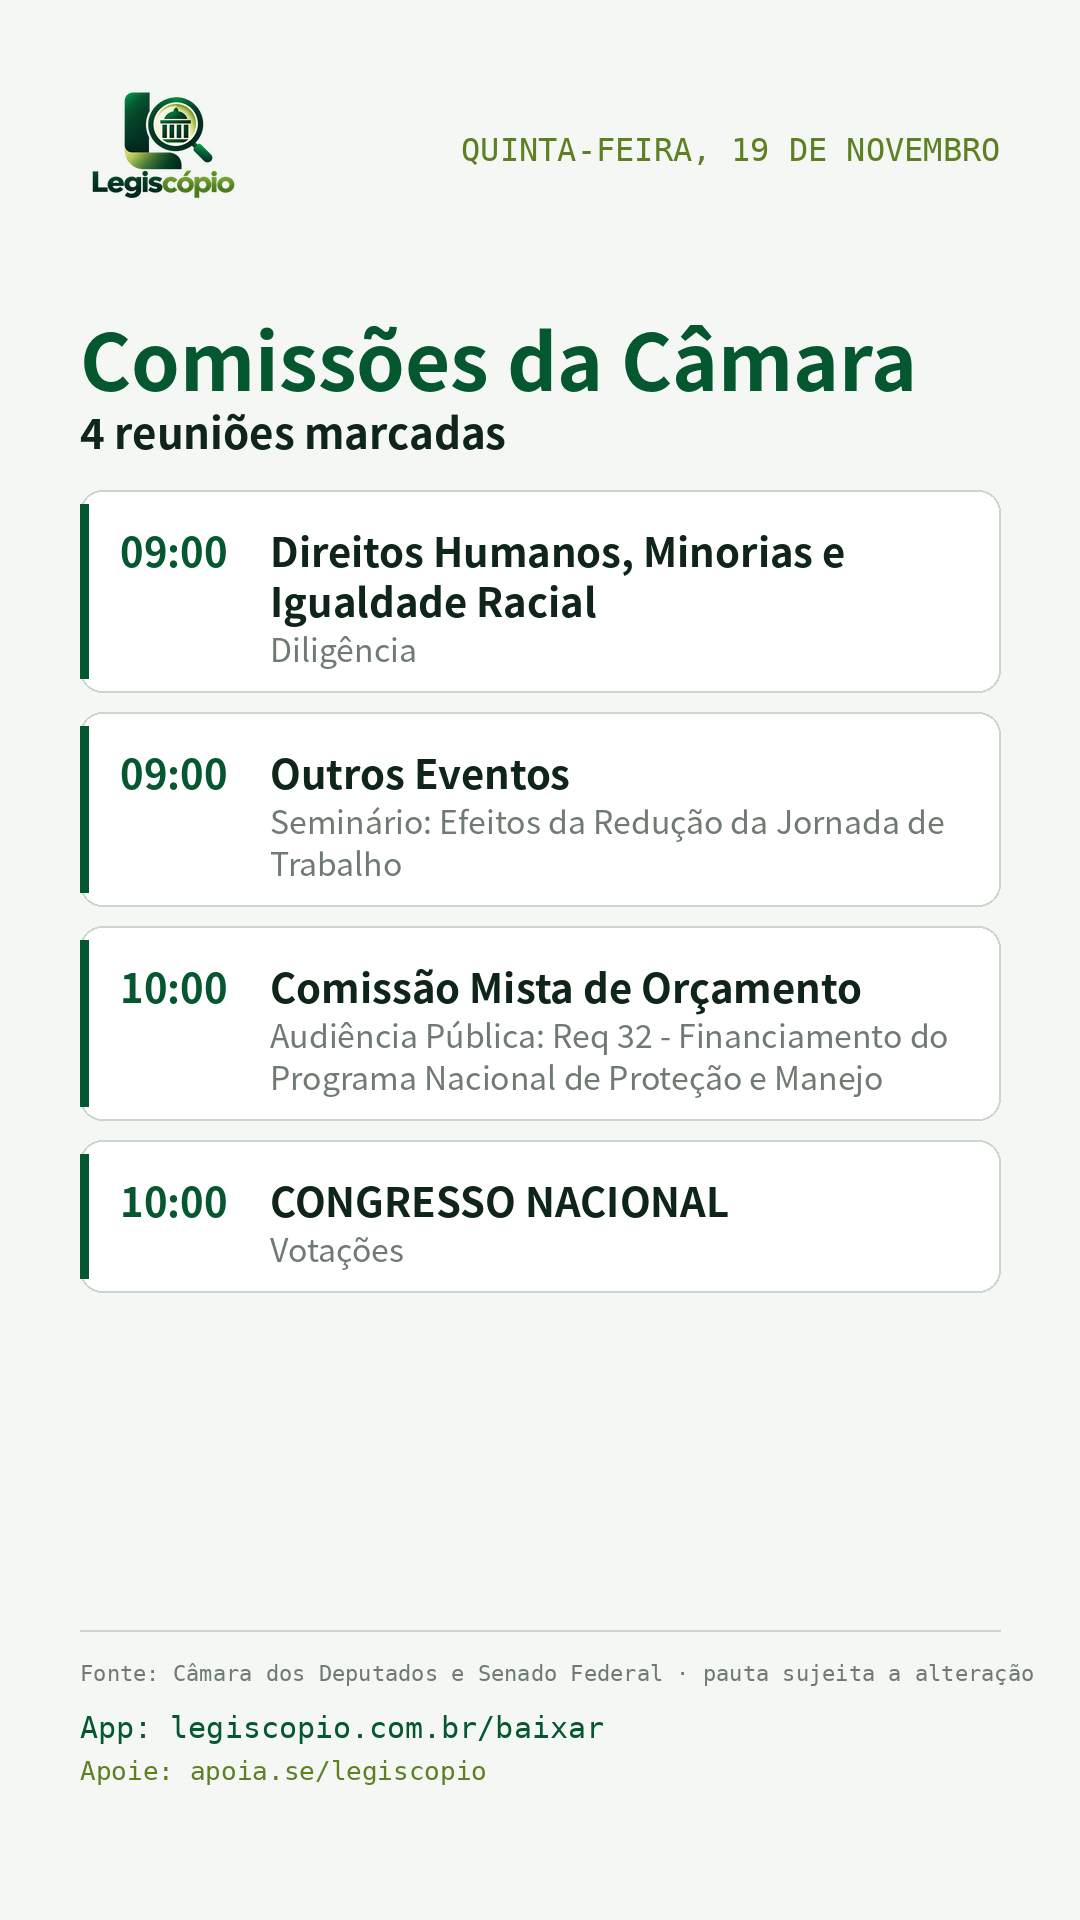 Legiscópio
QUINTA-FEIRA, 19 DE NOVEMBRO
Comissões da Câmara
4 reuniões marcadas
09:00 Direitos Humanos, Minorias e
Igualdade Racial
Diligência
09:00 Outros Eventos
Seminário: Efeitos da Redução da Jornada de
Trabalho
10:00 Comissão Mista de Orçamento
Audiência Pública: Req 32 - Financiamento do
Programa Nacional de Proteção e Manejo
10:00 CONGRESSO NACIONAL
Votações
Fonte: Câmara dos Deputados e Senado Federal · pauta sujeita a alteração
App: legiscopio.com.br/baixar
Apoie: apoia.se/legiscopio